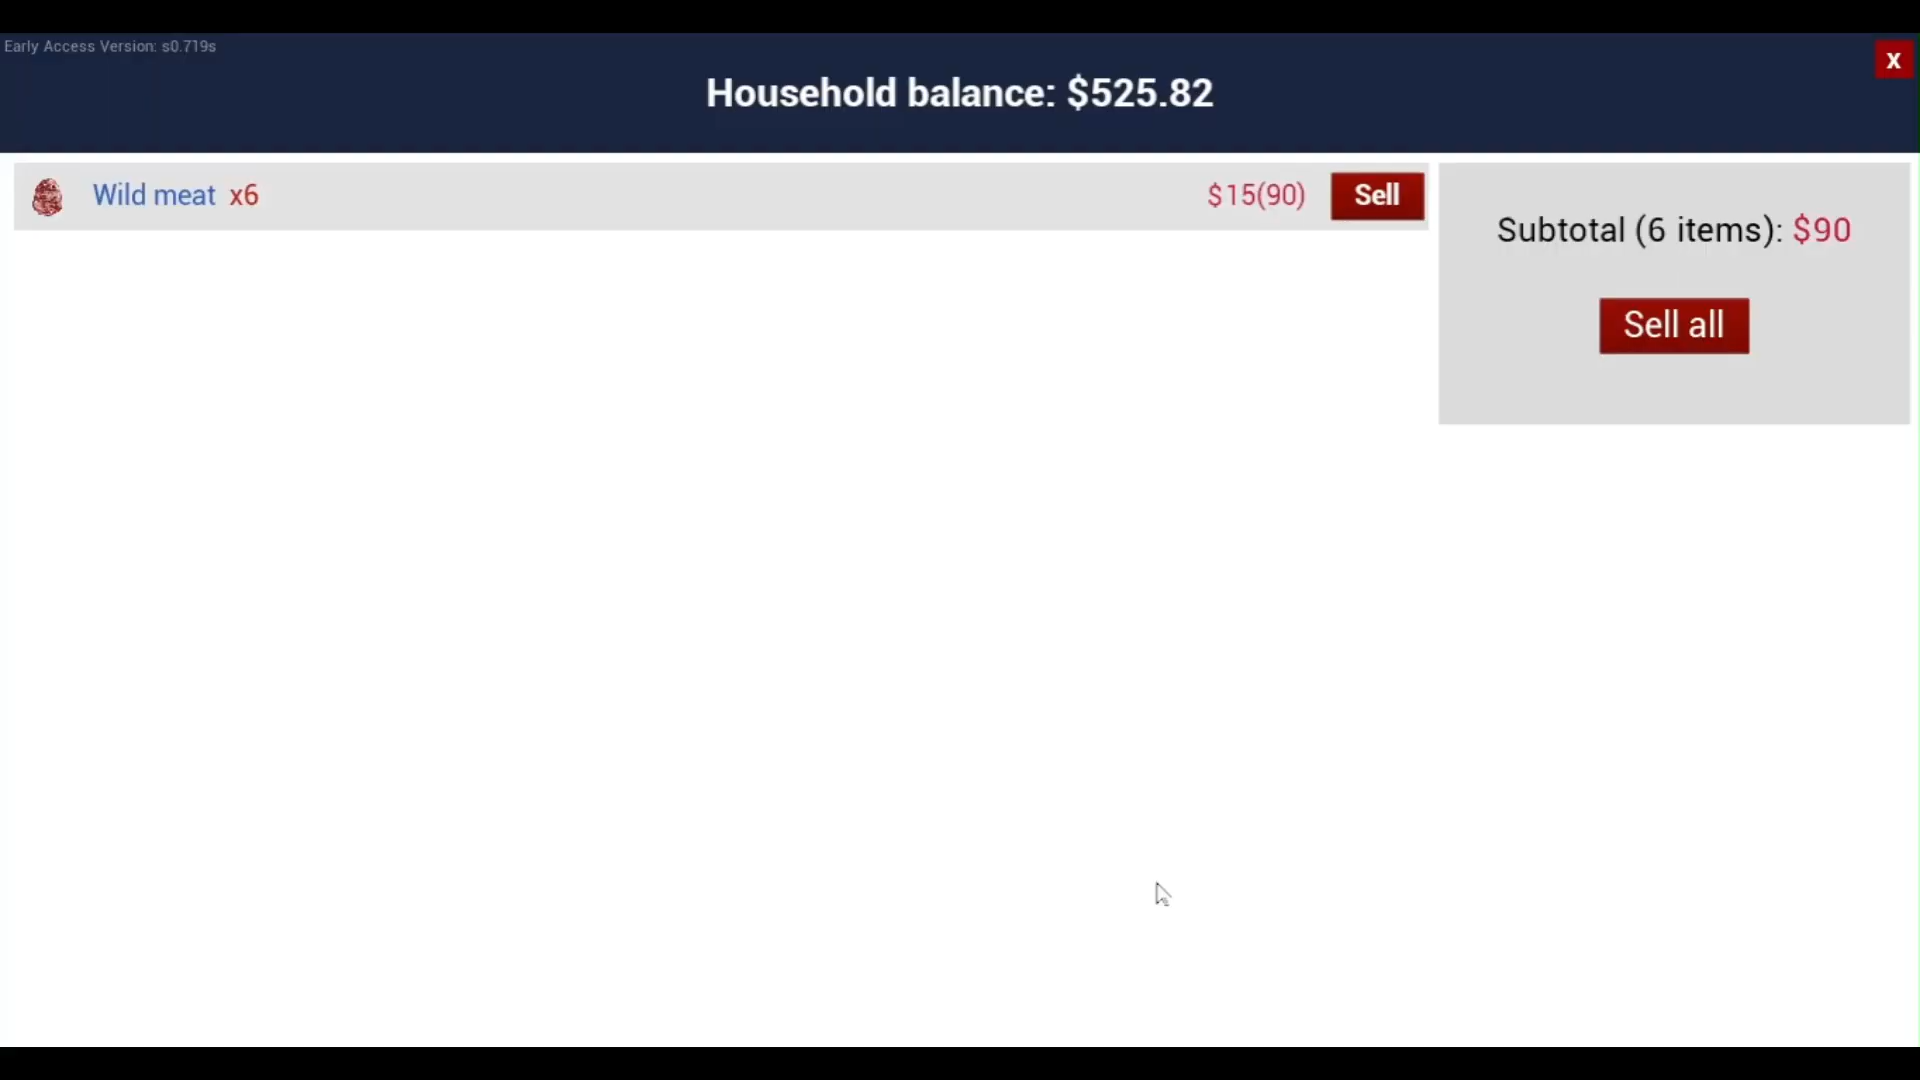 Early Access Version: s0.719s
X
Household balance: $525.82
Wild meat x6 $15(90) Sell
Subtotal (6 items): $90
Sell all